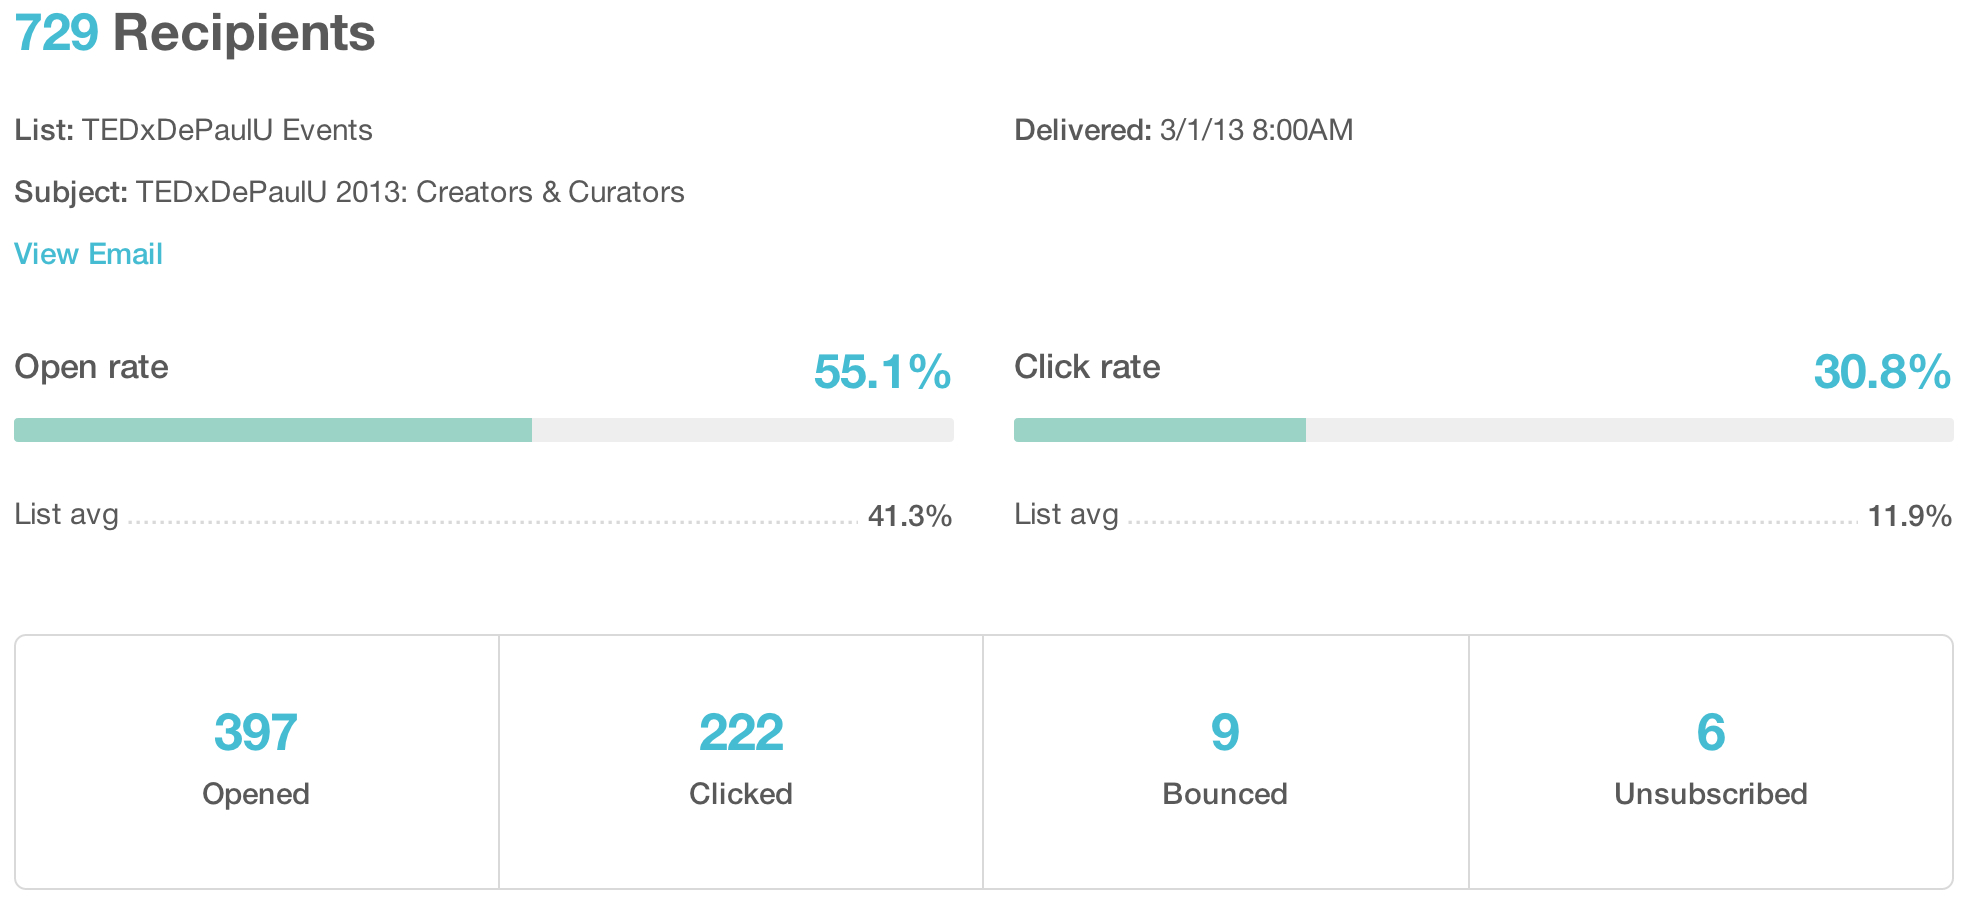 729 Recipients
List: TEDxDePaulU Events
Delivered: 3/1/13 8:00AM
Subject: TEDxDePaulU 2013: Creators & Curators
View Email
Open rate 55.1%
Click rate 30.8%
List avg 41.3%
List avg 11.9%
397
Opened
222
Clicked
9
Bounced
6
Unsubscribed